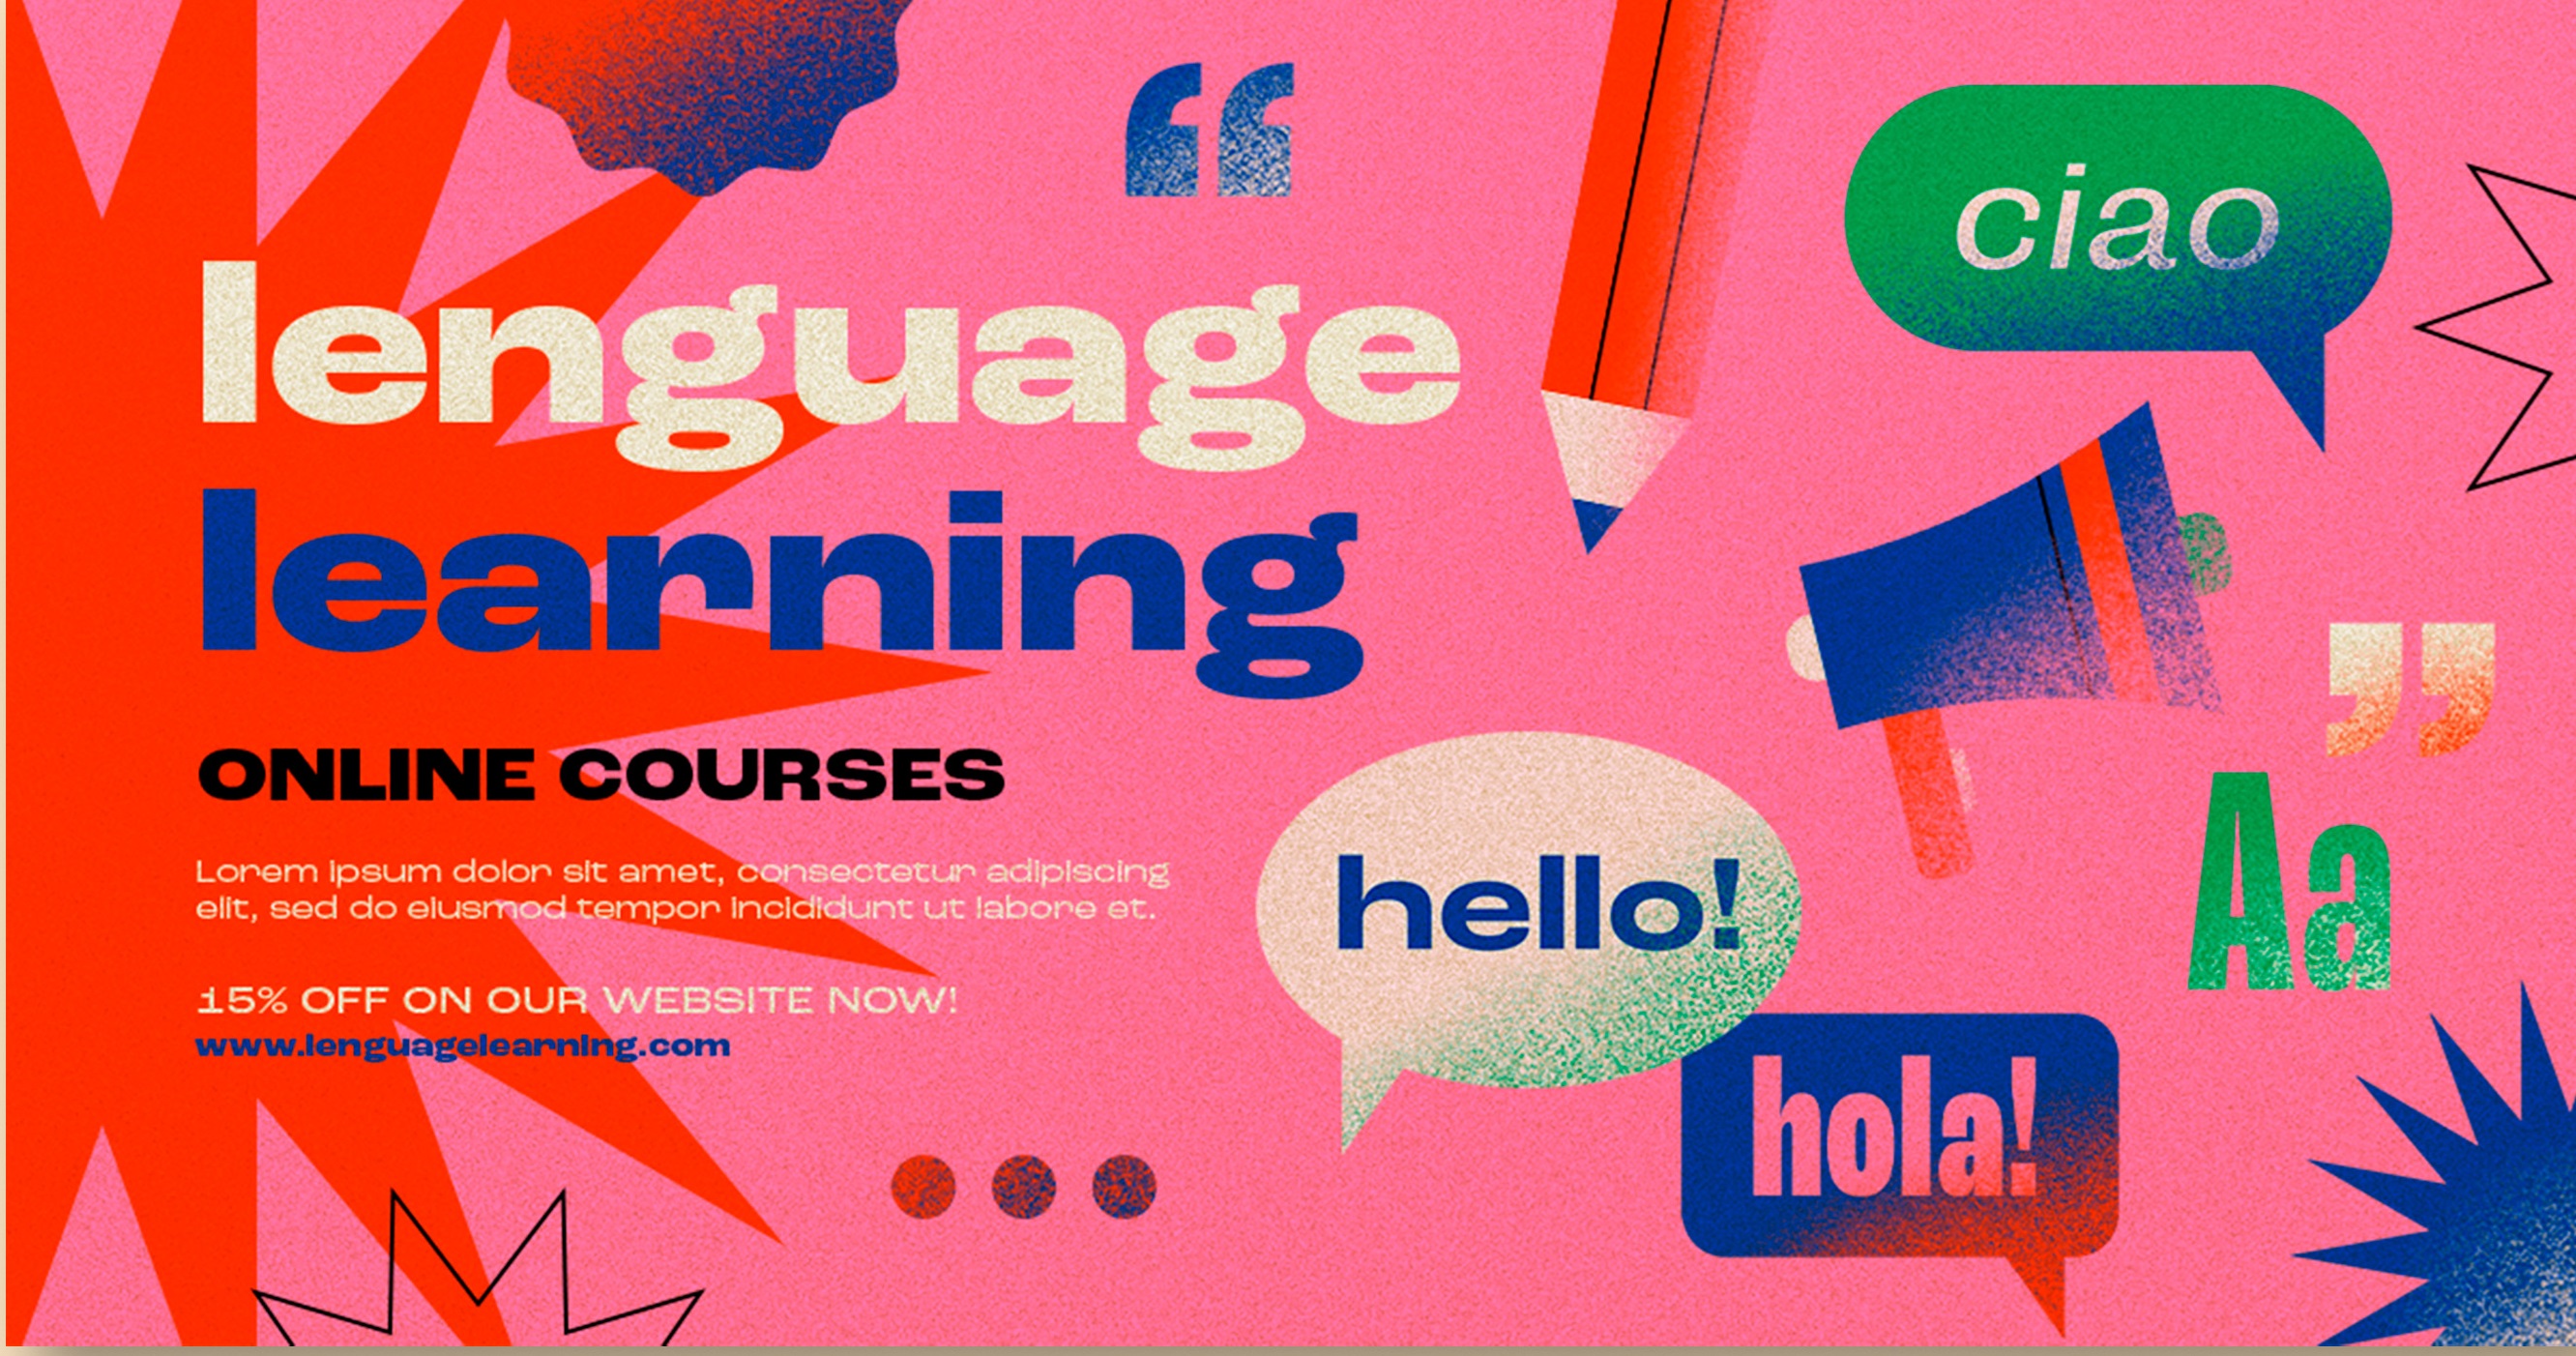 “
lenguage
learning
ONLINE COURSES
Lorem ipsum dolor sit amet, consectetur adipiscing
elit, sed do eiusmod tempor incididunt ut labore et.
15% OFF ON OUR WEBSITE NOW!
www.lenguagelearning.com
ciao
”
Aa
hello!
hola!